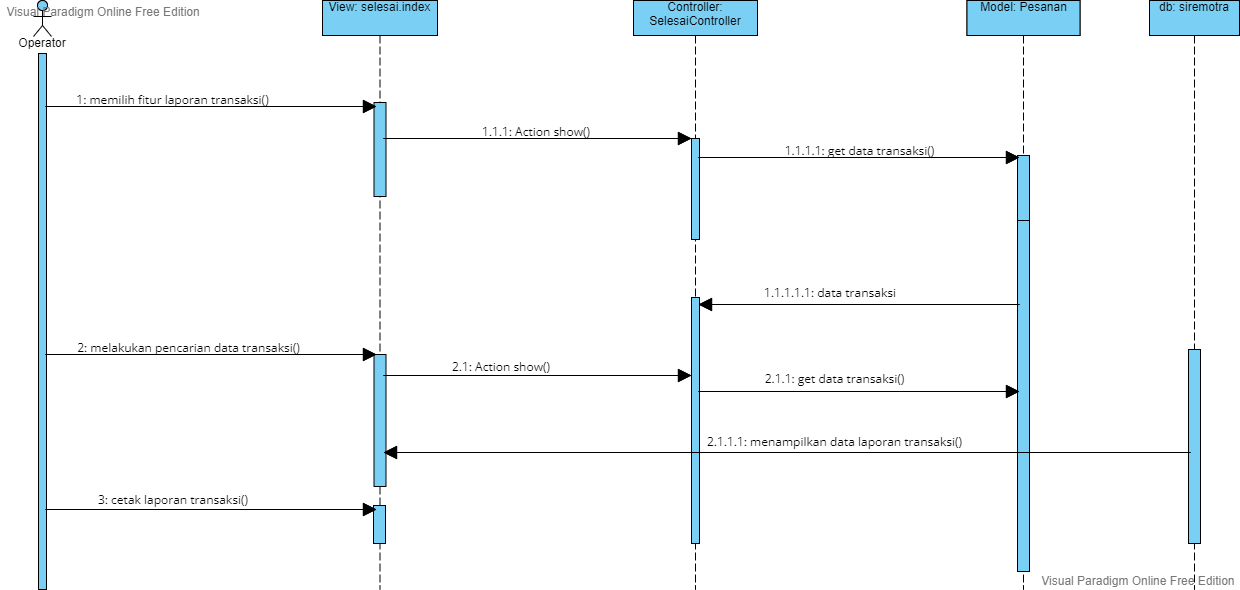 Visual Paradigm Online Free Edition
Operator
View: selesai.index
Controller:
SelesaiController
Model: Pesanan
db: siremotra
1: memilih fitur laporan transaksi()
1.1.1: Action show()
1.1.1.1: get data transaksi()
1.1.1.1.1: data transaksi
2: melakukan pencarian data transaksi()
2.1: Action show()
2.1.1: get data transaksi()
2.1.1.1: menampilkan data laporan transaksi()
3: cetak laporan transaksi()
Visual Paradigm Online Free Edition